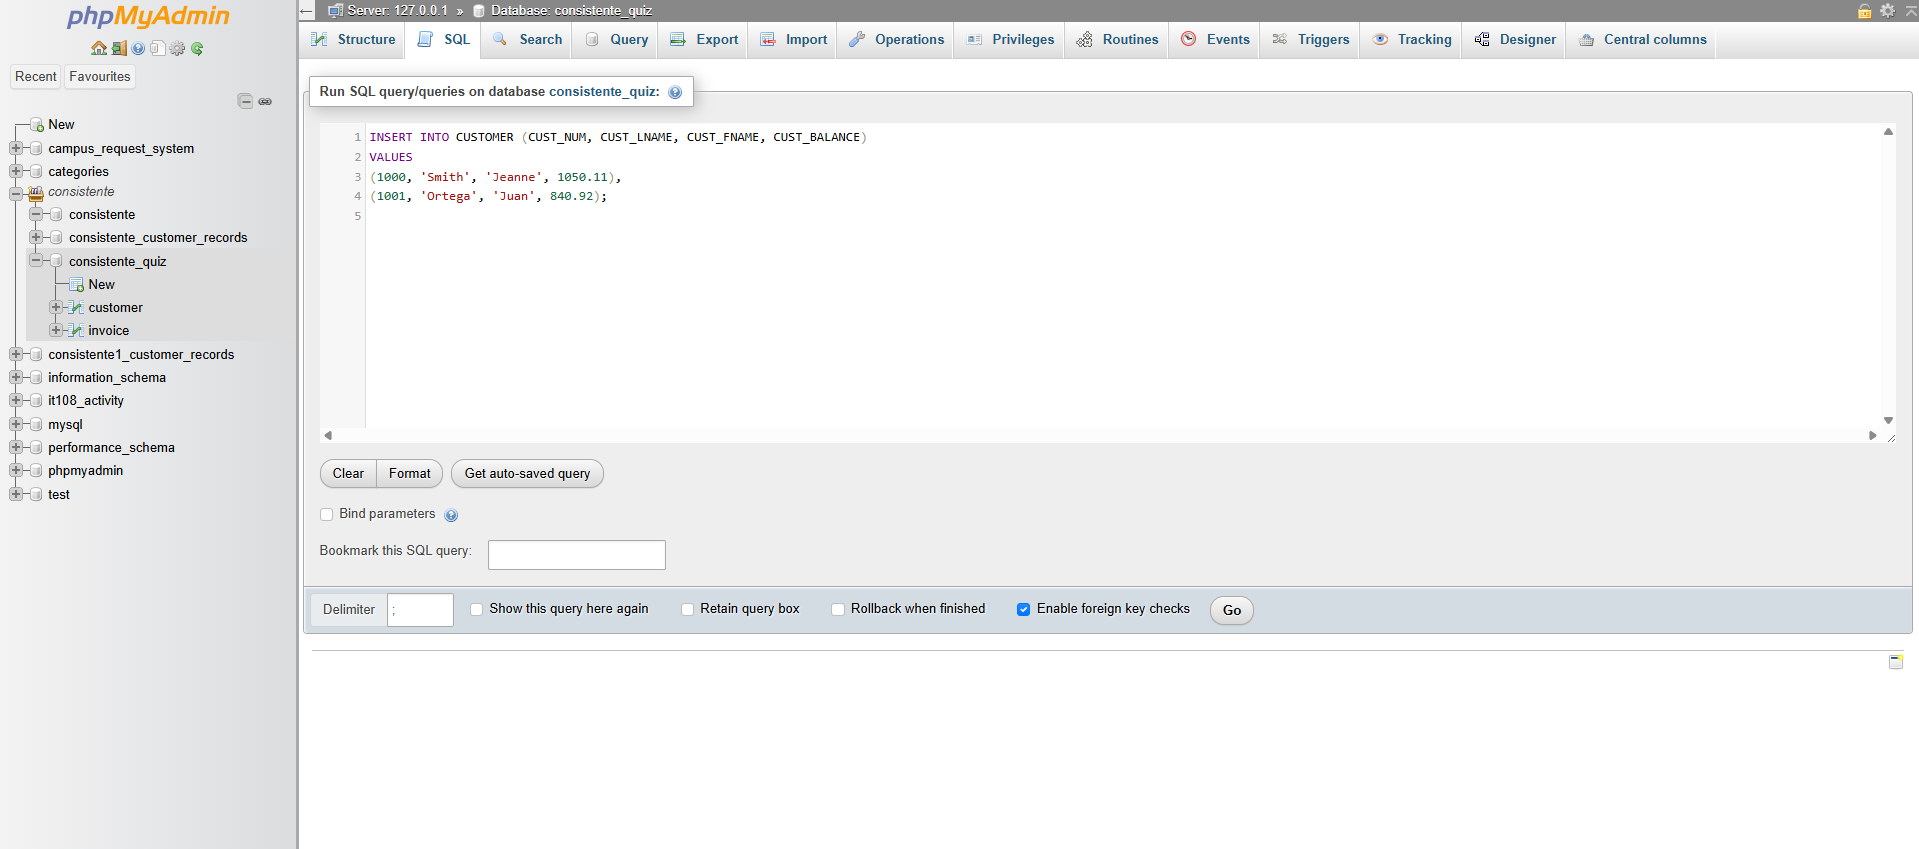 phpMyAdmin
Recent Favourites
New
campus_request_system
categories
consistente
consistente
consistente_customer_records
consistente_quiz
New
customer
invoice
consistente1_customer_records
information_schema
it108_activity
mysql
performance_schema
phpmyadmin
test
Server: 127.0.0.1 » Database: consistente_quiz
Structure SQL Search Query Export Import Operations Privileges Routines Events Triggers Tracking Designer Central columns
Run SQL query/queries on database consistente_quiz:
1 INSERT INTO CUSTOMER (CUST_NUM, CUST_LNAME, CUST_FNAME, CUST_BALANCE)
2 VALUES
3 (1000, 'Smith', 'Jeanne', 1050.11),
4 (1001, 'Ortega', 'Juan', 840.92);
5
Clear Format Get auto-saved query
Bind parameters
Bookmark this SQL query:
Delimiter ; Show this query here again Retain query box Rollback when finished Enable foreign key checks Go